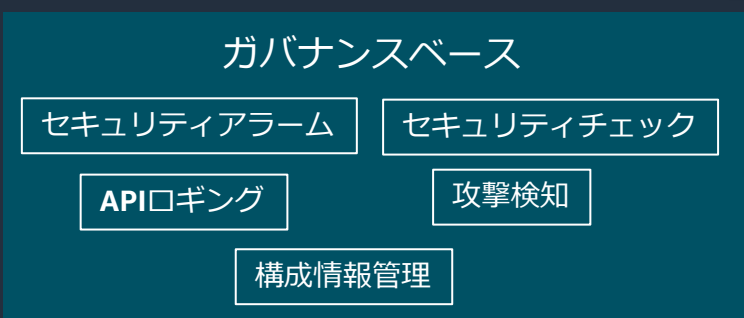 ガバナンスベース
セキュリティアラーム
セキュリティチェック
APIロギング
攻撃検知
構成情報管理